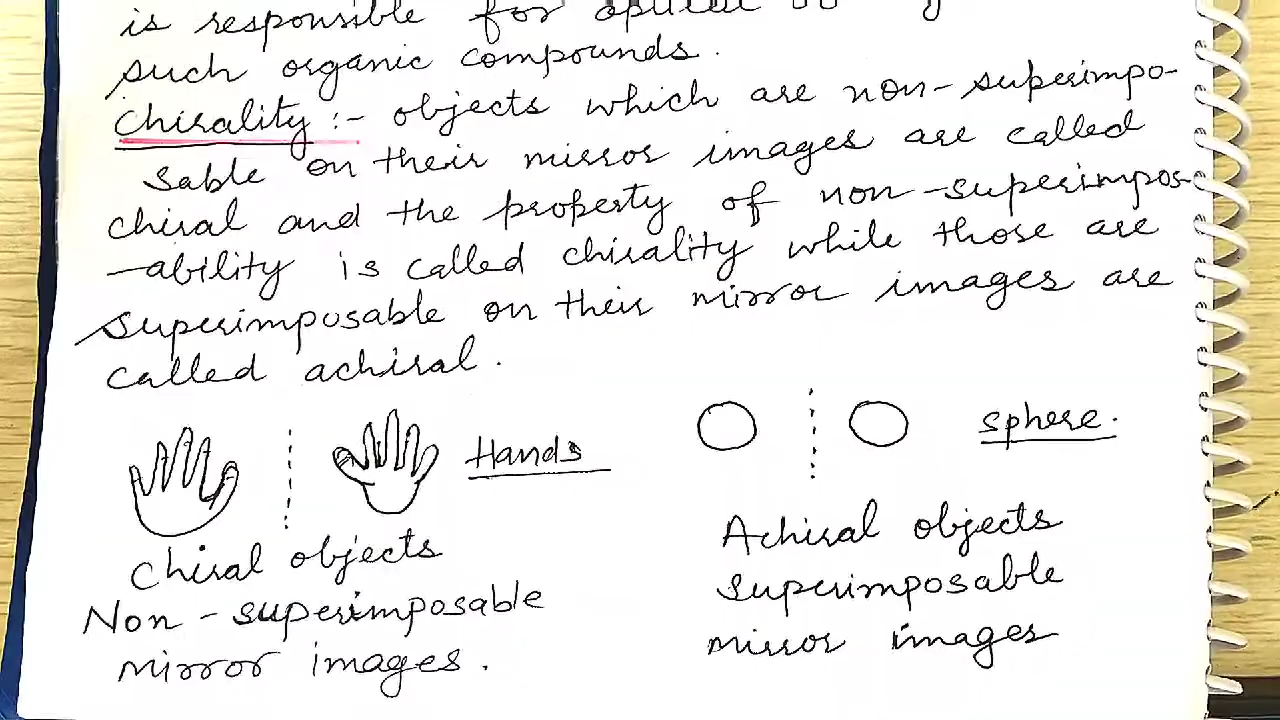 is responsible for optical
such organic compounds.
Chirality :- objects which are non-superimpo-
sable on their mirror images are called
chiral and the property of non-superimpos-
-ability is called chirality while those are
superimposable on their mirror images are
called achiral.
Hands
sphere.
Chiral objects
Non-superimposable
mirror images.
Achiral objects
superimposable
mirror images